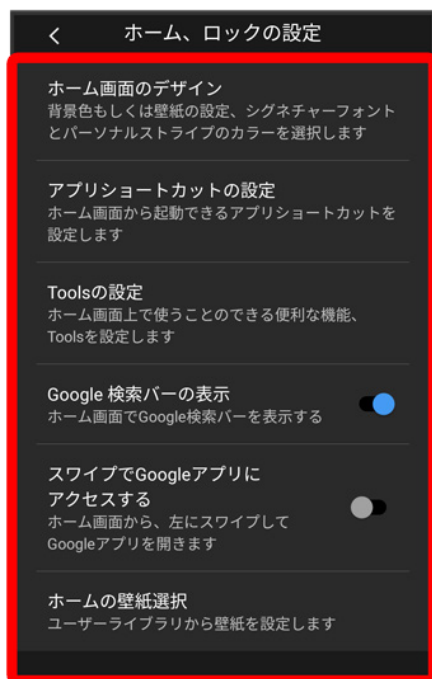 ホーム、ロックの設定
ホーム画面のデザイン
背景色もしくは壁紙の設定、シグネチャーフォント
とパーソナルストライプのカラーを選択します
アプリショートカットの設定
ホーム画面から起動できるアプリショートカットを
設定します
Toolsの設定
ホーム画面上で使うことのできる便利な機能、
Toolsを設定します
Google 検索バーの表示
ホーム画面でGoogle検索バーを表示する
スワイプでGoogleアプリに
アクセスする
ホーム画面から、左にスワイプして
Googleアプリを開きます
ホームの壁紙選択
ユーザーライブラリから壁紙を設定します